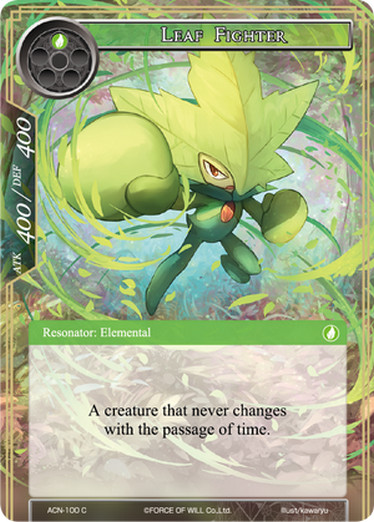 Leaf Fighter
ATK 400 / DEF 400
Resonator: Elemental
A creature that never changes
with the passage of time.
ACN-100 C
©FORCE OF WILL Co.,Ltd.
Illust/kawaryu